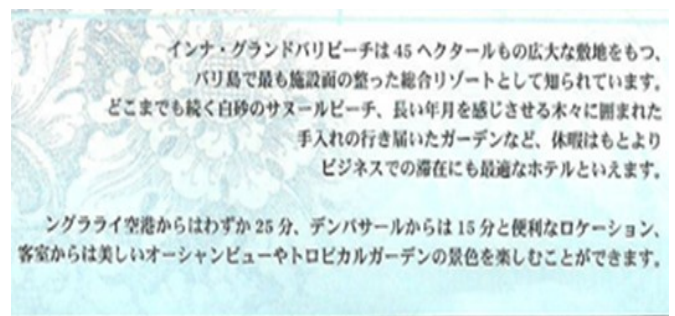 インナ・グランドバリビーチは 45 ヘクタールもの広大な敷地をもつ、
バリ島で最も施設面の整った総合リゾートとして知られています。
どこまでも続く白砂のサヌールビーチ、長い年月を感じさせる木々に囲まれた
手入れの行き届いたガーデンなど、休暇はもとより
ビジネスでの滞在にも最適なホテルといえます。
ングラライ空港からはわずか 25 分、デンパサールからは 15 分と便利なロケーション、
客室からは美しいオーシャンビューやトロピカルガーデンの景色を楽しむことができます。